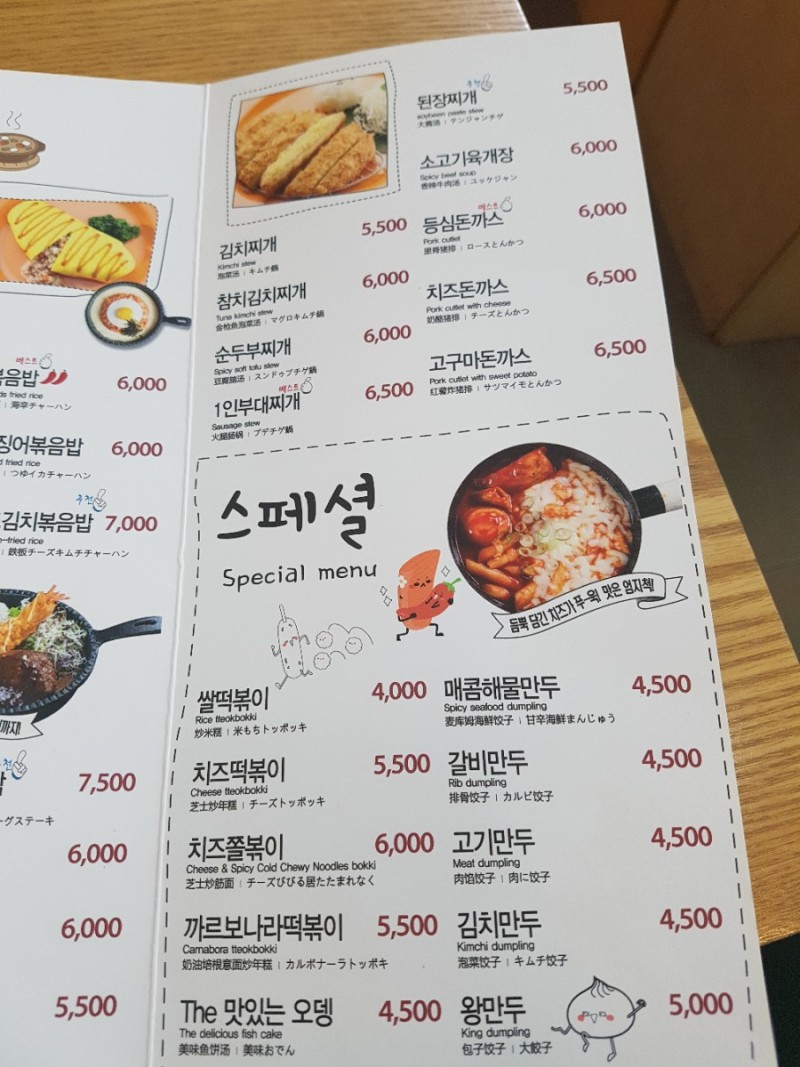 베스트
볶음밥 6,000
fried rice
海辛チャーハン
징어볶음밥 6,000
fried rice
つゆイカチャーハン
추천
김치볶음밥 7,000
-fried rice
鉄板チーズキムチチャーハン
까지!
7,500
ーグステーキ
6,000
6,000
5,500
김치찌개 5,500
Kimchi stew
泡菜汤 | キムチ鍋
참치김치찌개 6,000
Tuna kimchi stew
金枪鱼泡菜汤 | マグロキムチ鍋
순두부찌개 6,000
Spicy soft tofu stew
豆腐脑汤 | スンドゥブチゲ鍋
베스트
1인부대찌개 6,500
Sausage stew
火腿肠锅 | プデチゲ鍋
추천
된장찌개 5,500
soybean paste stew
大酱汤 | テンジャンチゲ
소고기육개장 6,000
Spicy beef soup
香辣牛肉汤 | ユッケジャン
베스트
등심돈까스 6,000
Pork cutlet
里脊猪排 | ロースとんかつ
치즈돈까스 6,500
Pork cutlet with cheese
奶酪猪排 | チーズとんかつ
고구마돈까스 6,500
Pork cutlet with sweet potato
红薯炸猪排 | サツマイモとんかつ
스페셜
Special menu
듬뿍 담긴 치즈가 푸-욱! 맛은 엄지척!
쌀떡볶이 4,000
Rice tteokbokki
炒米糕 | 米もちトッポッキ
치즈떡볶이 5,500
Cheese tteokbokki
芝士炒年糕 | チーズトッポッキ
치즈쫄볶이 6,000
Cheese & Spicy Cold Chewy Noodles bokki
芝士炒筋面 | チーズびびる居たたまれなく
까르보나라떡볶이 5,500
Carnabora tteokbokki
奶油培根意面炒年糕 | カルボナーラトッポキ
The 맛있는 오뎅 4,500
The delicious fish cake
美味鱼饼汤 | 美味おでん
매콤해물만두 4,500
Spicy seafood dumpling
麦库姆海鲜饺子 | 甘辛海鮮まんじゅう
갈비만두 4,500
Rib dumpling
排骨饺子 | カルビ饺子
고기만두 4,500
Meat dumpling
肉馅饺子 | 肉に饺子
김치만두 4,500
Kimchi dumpling
泡菜饺子 | キムチ饺子
왕만두 5,000
King dumpling
包子饺子 | 大餃子